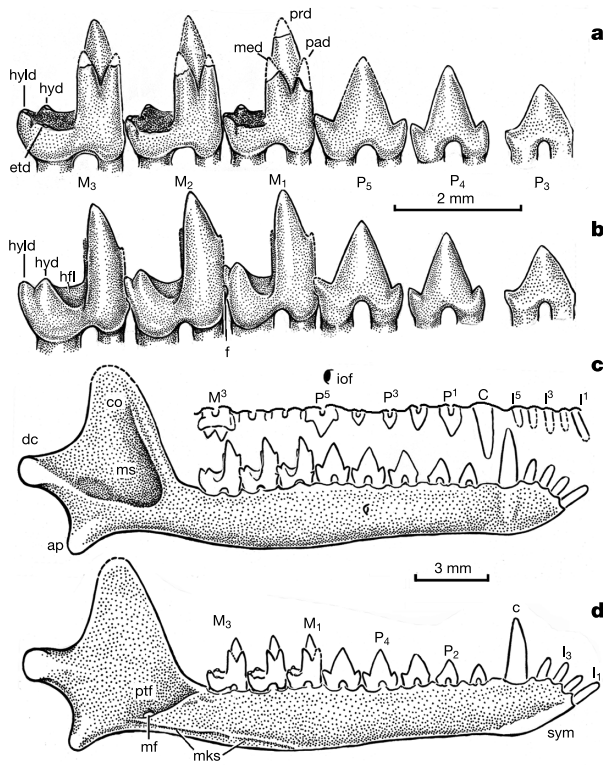 prd
a
med pad
hyld hyd
etd
M3 M2 M1 P5 P4 P3
2 mm
b
hyld hyd hfl
f
c
iof
M3 P5 P3 P1 C I5 I3 I1
co
dc
ms
ap
3 mm
d
M3 M1 P4 P2 c I3 I1
ptf
mf mks sym